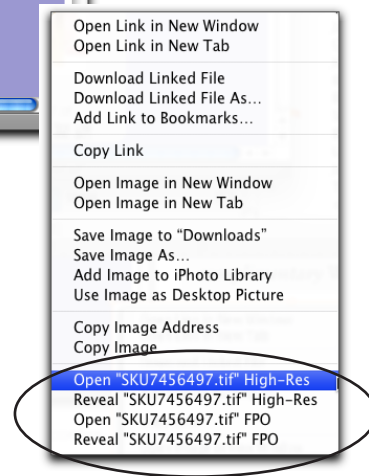 Open Link in New Window
Open Link in New Tab
Download Linked File
Download Linked File As...
Add Link to Bookmarks...
Copy Link
Open Image in New Window
Open Image in New Tab
Save Image to “Downloads”
Save Image As...
Add Image to iPhoto Library
Use Image as Desktop Picture
Copy Image Address
Copy Image
Open "SKU7456497.tif" High-Res
Reveal "SKU7456497.tif" High-Res
Open "SKU7456497.tif" FPO
Reveal "SKU7456497.tif" FPO